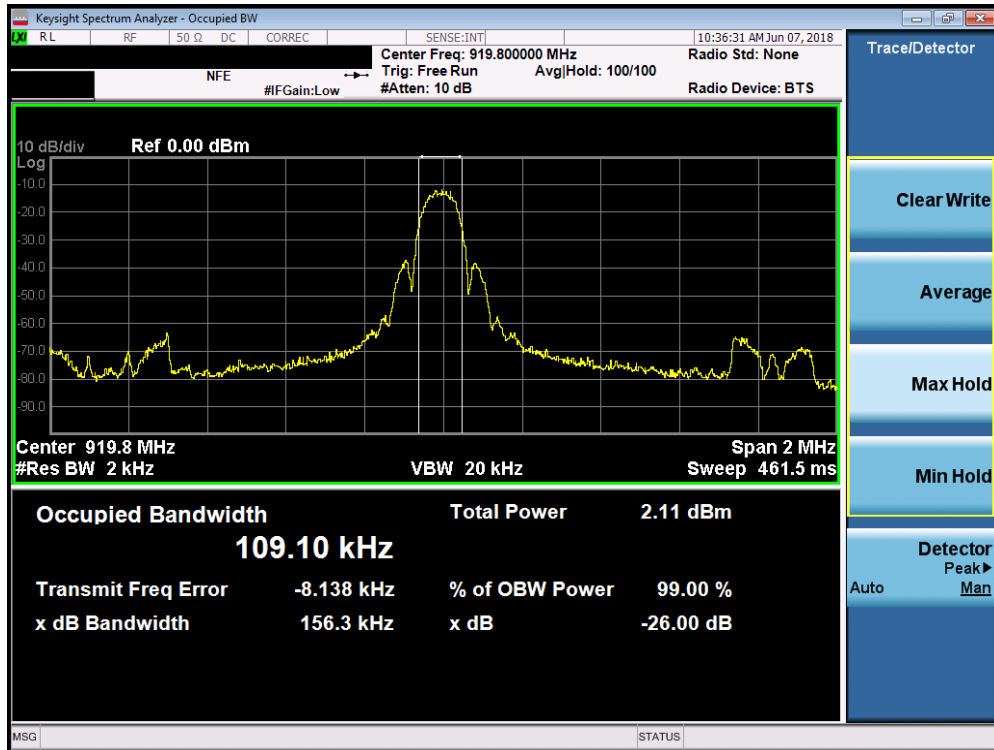 Keysight Spectrum Analyzer - Occupied BW
LXI RL RF 50 Ω DC CORREC SENSE:INT 10:36:31 AM Jun 07, 2018
Center Freq: 919.800000 MHz Radio Std: None
NFE Trig: Free Run Avg|Hold: 100/100
#IFGain:Low #Atten: 10 dB Radio Device: BTS
Trace/Detector
10 dB/div Ref 0.00 dBm
Log
-10.0
-20.0
-30.0
-40.0
-50.0
-60.0
-70.0
-80.0
-90.0
Center 919.8 MHz Span 2 MHz
#Res BW 2 kHz VBW 20 kHz Sweep 461.5 ms
Occupied Bandwidth Total Power 2.11 dBm
109.10 kHz
Transmit Freq Error -8.138 kHz % of OBW Power 99.00 %
x dB Bandwidth 156.3 kHz x dB -26.00 dB
Clear Write
Average
Max Hold
Min Hold
Detector
Peak▶
Auto Man
MSG STATUS